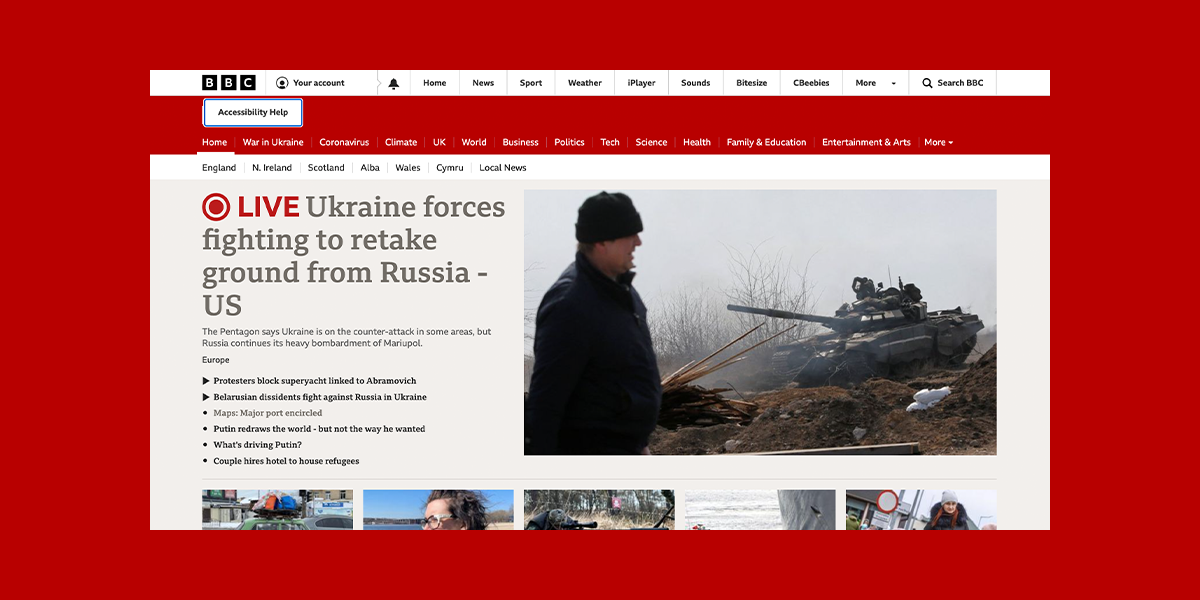 BBC Your account Home News Sport Weather iPlayer Sounds Bitesize CBeebies More Search BBC
Accessibility Help
Home War in Ukraine Coronavirus Climate UK World Business Politics Tech Science Health Family & Education Entertainment & Arts More
England N. Ireland Scotland Alba Wales Cymru Local News
LIVE Ukraine forces
fighting to retake
ground from Russia -
US
The Pentagon says Ukraine is on the counter-attack in some areas, but
Russia continues its heavy bombardment of Mariupol.
Europe
Protesters block superyacht linked to Abramovich
Belarusian dissidents fight against Russia in Ukraine
Maps: Major port encircled
Putin redraws the world - but not the way he wanted
What's driving Putin?
Couple hires hotel to house refugees